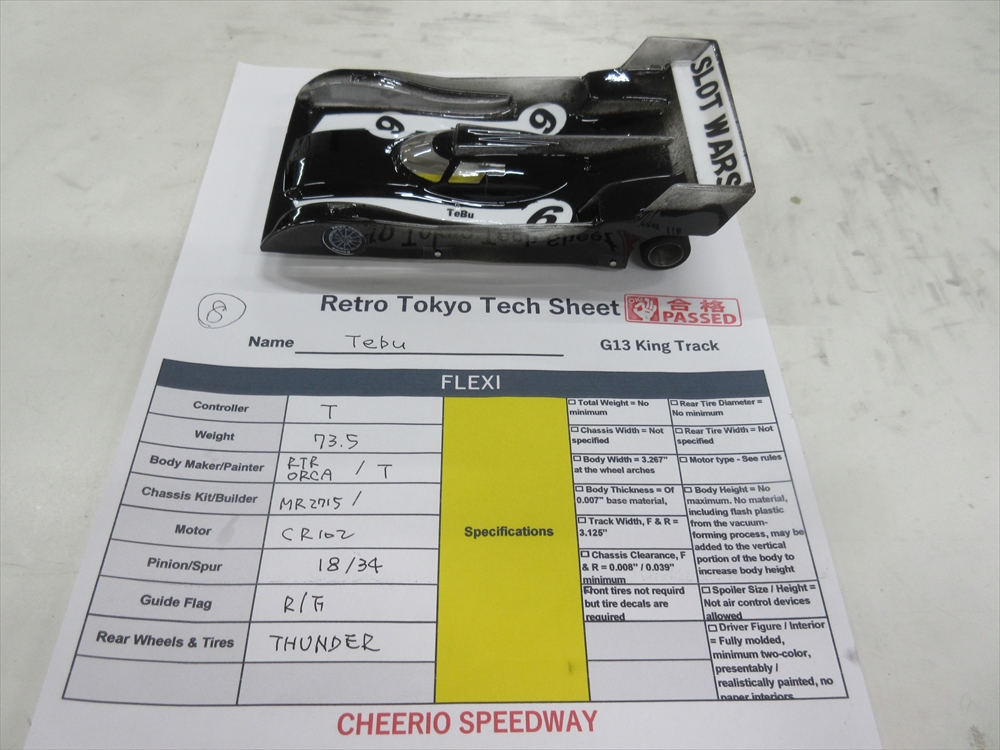 SLOT WARS
6
6
TeBu
6
8
Retro Tokyo Tech Sheet
合格
PASSED
Name Tebu
G13 King Track
FLEXI
Controller T
Weight 73.5
Body Maker/Painter RTR ORCA / T
Chassis Kit/Builder MR2715 /
Motor CR102
Pinion/Spur 18/34
Guide Flag R/G
Rear Wheels & Tires THUNDER
Specifications
☐ Total Weight = No
minimum
☐ Rear Tire Diameter =
No minimum
☐ Chassis Width = Not
specified
☐ Rear Tire Width = Not
specified
☐ Body Width = 3.267"
at the wheel arches
☐ Motor type - See rules
☐ Body Thickness = Of
0.007" base material,
☐ Body Height = No
maximum. No material,
including flash plastic
from the vacuum-
forming process, may be
added to the vertical
portion of the body to
increase body height
☐ Track Width, F & R =
3.125"
☐ Chassis Clearance, F
& R = 0.008" / 0.039"
minimum
☐Front tires not requird
but tire decals are
required
☐ Spoiler Size / Height =
Not air control devices
allowed
☐ Driver Figure / Interior
= Fully molded,
minimum two-color,
presentably /
realistically painted, no
paper interiors
CHEERIO SPEEDWAY